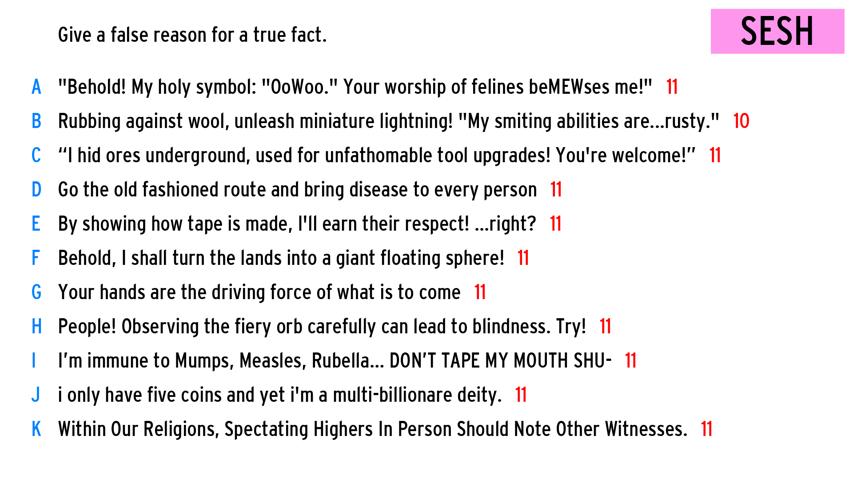 Give a false reason for a true fact.
SESH
A "Behold! My holy symbol: "OoWoo." Your worship of felines beMEWses me!" 11
B Rubbing against wool, unleash miniature lightning! "My smiting abilities are...rusty." 10
C “I hid ores underground, used for unfathomable tool upgrades! You're welcome!” 11
D Go the old fashioned route and bring disease to every person 11
E By showing how tape is made, I'll earn their respect! ...right? 11
F Behold, I shall turn the lands into a giant floating sphere! 11
G Your hands are the driving force of what is to come 11
H People! Observing the fiery orb carefully can lead to blindness. Try! 11
I I’m immune to Mumps, Measles, Rubella... DON’T TAPE MY MOUTH SHU- 11
J i only have five coins and yet i'm a multi-billionare deity. 11
K Within Our Religions, Spectating Highers In Person Should Note Other Witnesses. 11